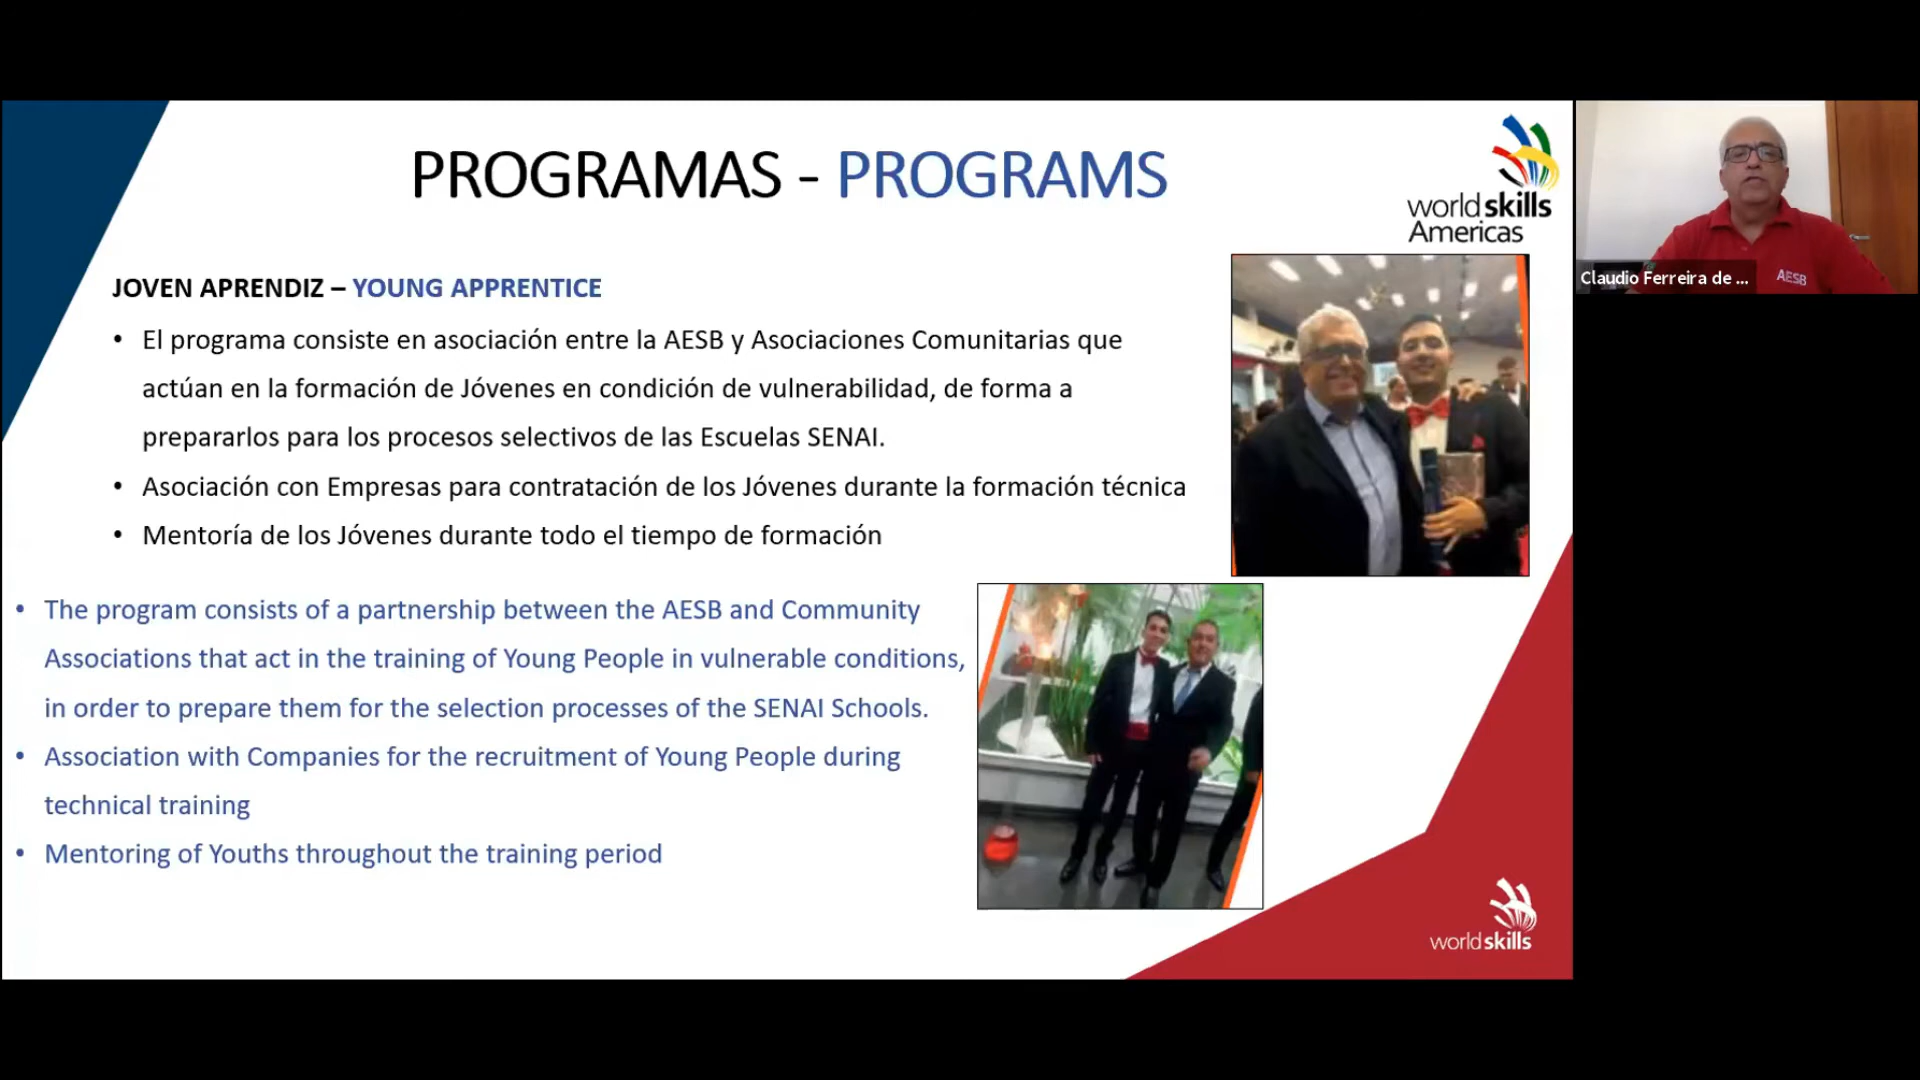 PROGRAMAS - PROGRAMS
world skills
Americas
JOVEN APRENDIZ – YOUNG APPRENTICE
• El programa consiste en asociación entre la AESB y Asociaciones Comunitarias que
actúan en la formación de Jóvenes en condición de vulnerabilidad, de forma a
prepararlos para los procesos selectivos de las Escuelas SENAI.
• Asociación con Empresas para contratación de los Jóvenes durante la formación técnica
• Mentoría de los Jóvenes durante todo el tiempo de formación
• The program consists of a partnership between the AESB and Community
Associations that act in the training of Young People in vulnerable conditions,
in order to prepare them for the selection processes of the SENAI Schools.
• Association with Companies for the recruitment of Young People during
technical training
• Mentoring of Youths throughout the training period
world skills
AESB
Claudio Ferreira de ...